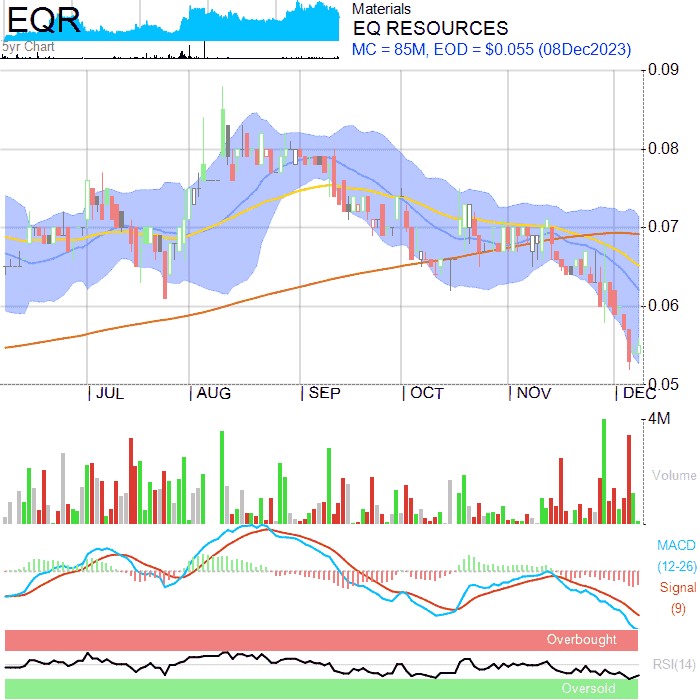 EQR
5yr Chart
Materials
EQ RESOURCES
MC = 85M, EOD = $0.055 (08Dec2023)
0.09
0.08
0.07
0.06
0.05
JUL AUG SEP OCT NOV DEC
4M
Volume
MACD
(12-26)
Signal
(9)
Overbought
RSI(14)
Oversold